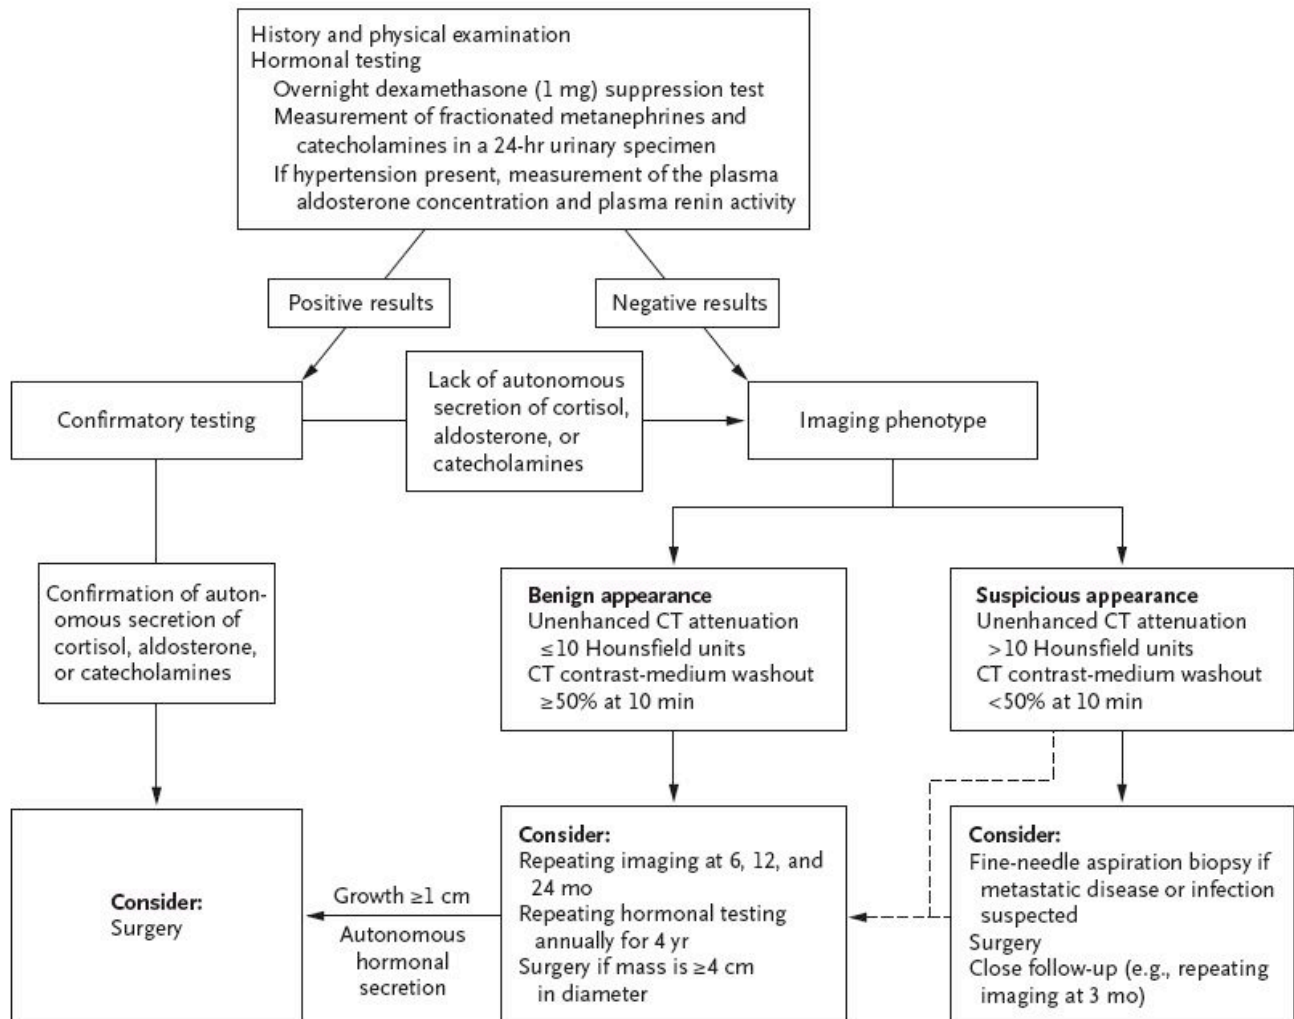 History and physical examination
Hormonal testing
Overnight dexamethasone (1 mg) suppression test
Measurement of fractionated metanephrines and
catecholamines in a 24-hr urinary specimen
If hypertension present, measurement of the plasma
aldosterone concentration and plasma renin activity
Positive results
Negative results
Confirmatory testing
Lack of autonomous
secretion of cortisol,
aldosterone, or
catecholamines
Imaging phenotype
Confirmation of auton-
omous secretion of
cortisol, aldosterone,
or catecholamines
Benign appearance
Unenhanced CT attenuation
≤10 Hounsfield units
CT contrast-medium washout
≥50% at 10 min
Suspicious appearance
Unenhanced CT attenuation
>10 Hounsfield units
CT contrast-medium washout
<50% at 10 min
Consider:
Surgery
Growth ≥1 cm
Autonomous
hormonal
secretion
Consider:
Repeating imaging at 6, 12, and
24 mo
Repeating hormonal testing
annually for 4 yr
Surgery if mass is ≥4 cm
in diameter
Consider:
Fine-needle aspiration biopsy if
metastatic disease or infection
suspected
Surgery
Close follow-up (e.g., repeating
imaging at 3 mo)